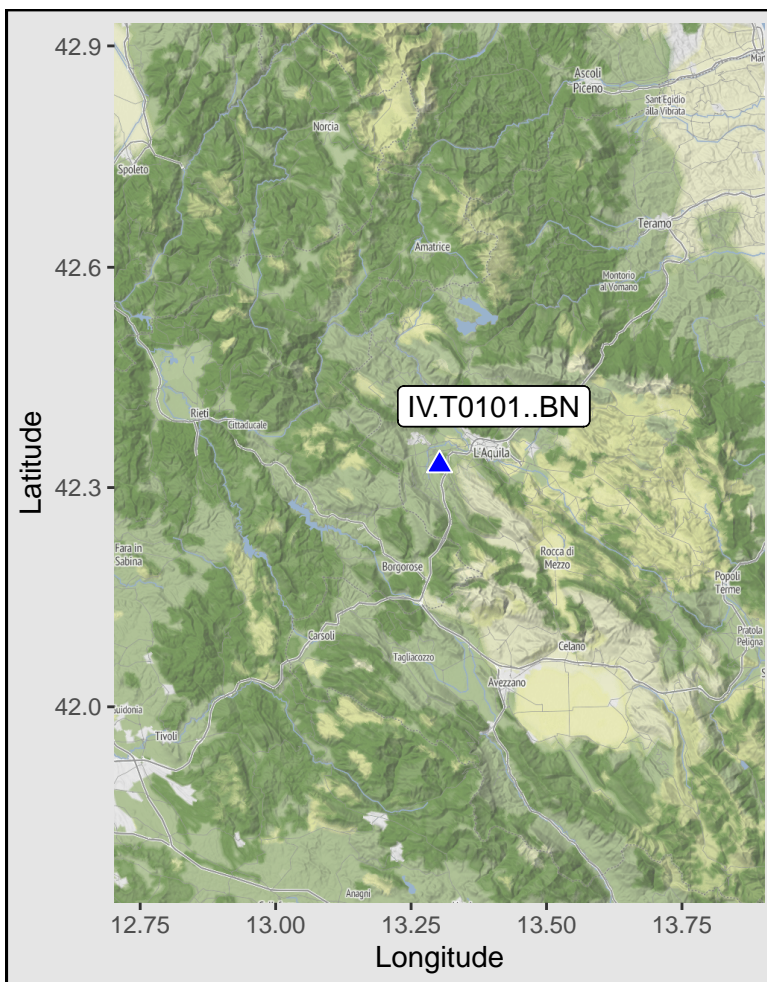 42.9
42.6
42.3
42.0
Latitude
Ascoli
Piceno
Sant'Egidio
alla Vibrata
Norcia
Spoleto
Teramo
Amatrice
Montorio
al Vomano
IV.T0101..BN
Rieti
Cittaducale
L'Aquila
Fara in
Sabina
Borgorose
Rocca di
Mezzo
Popoli
Terme
Carsoli
Pratola
Peligna
Tagliacozzo
Celano
Avezzano
Tivoli
Anagni
12.75 13.00 13.25 13.50 13.75
Longitude